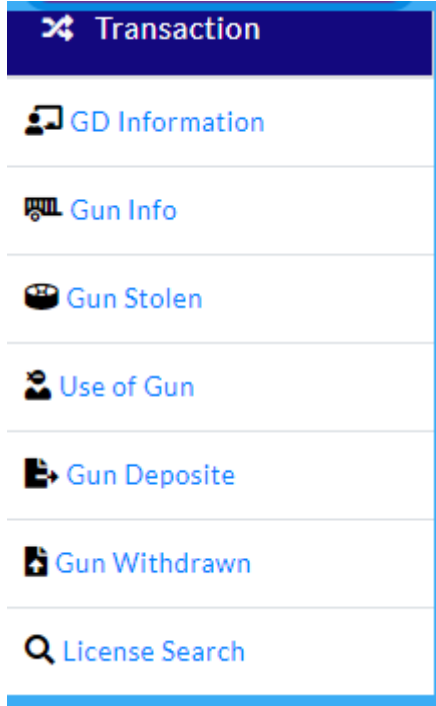 Transaction
GD Information
Gun Info
Gun Stolen
Use of Gun
Gun Deposite
Gun Withdrawn
License Search